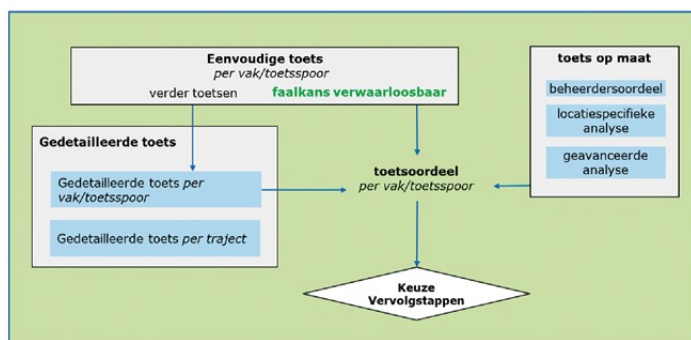 Eenvoudige toets
per vak/toetsspoor
verder toetsen
faalkans verwaarloosbaar
toets op maat
beheerdersoordeel
locatiespecifieke
analyse
geavanceerde
analyse
Gedetailleerde toets
Gedetailleerde toets per
vak/toetsspoor
Gedetailleerde toets per traject
toetsoordeel
per vak/toetsspoor
Keuze
Vervolgstappen